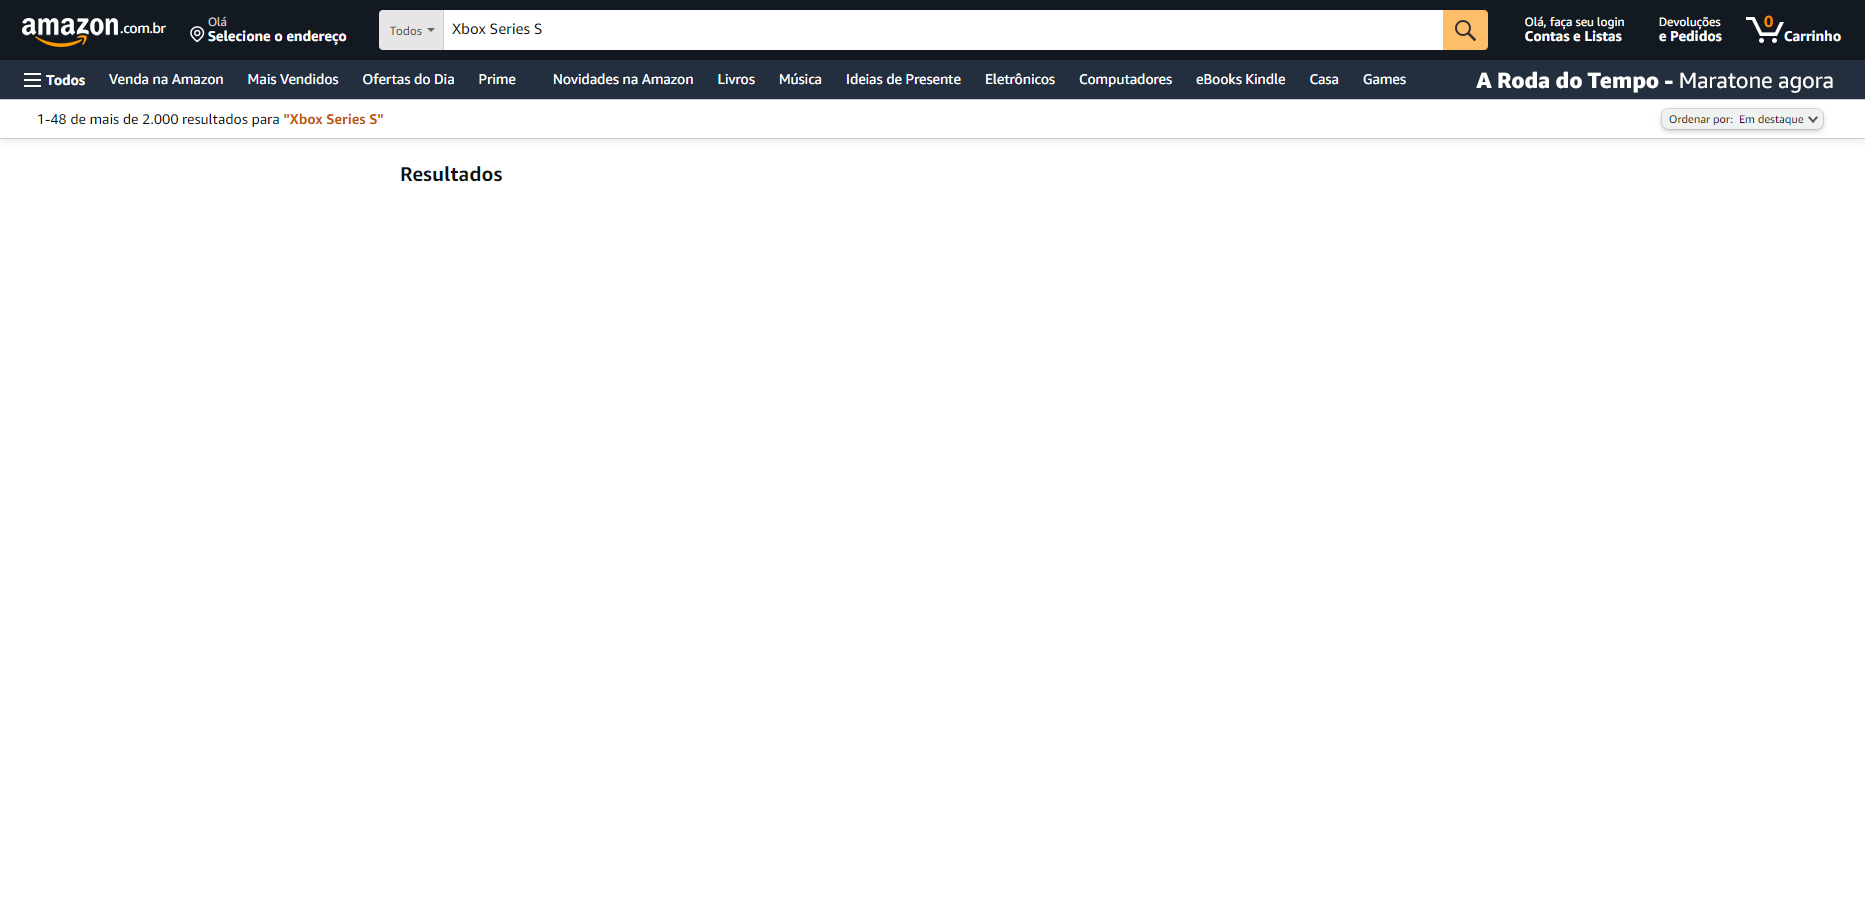 amazon.com.br
Olá
Selecione o endereço
Todos
Xbox Series S
Olá, faça seu login
Contas e Listas
Devoluções
e Pedidos
0
Carrinho
Todos
Venda na Amazon
Mais Vendidos
Ofertas do Dia
Prime
Novidades na Amazon
Livros
Música
Ideias de Presente
Eletrônicos
Computadores
eBooks Kindle
Casa
Games
A Roda do Tempo - Maratone agora
1-48 de mais de 2.000 resultados para "Xbox Series S"
Ordenar por: Em destaque
Resultados